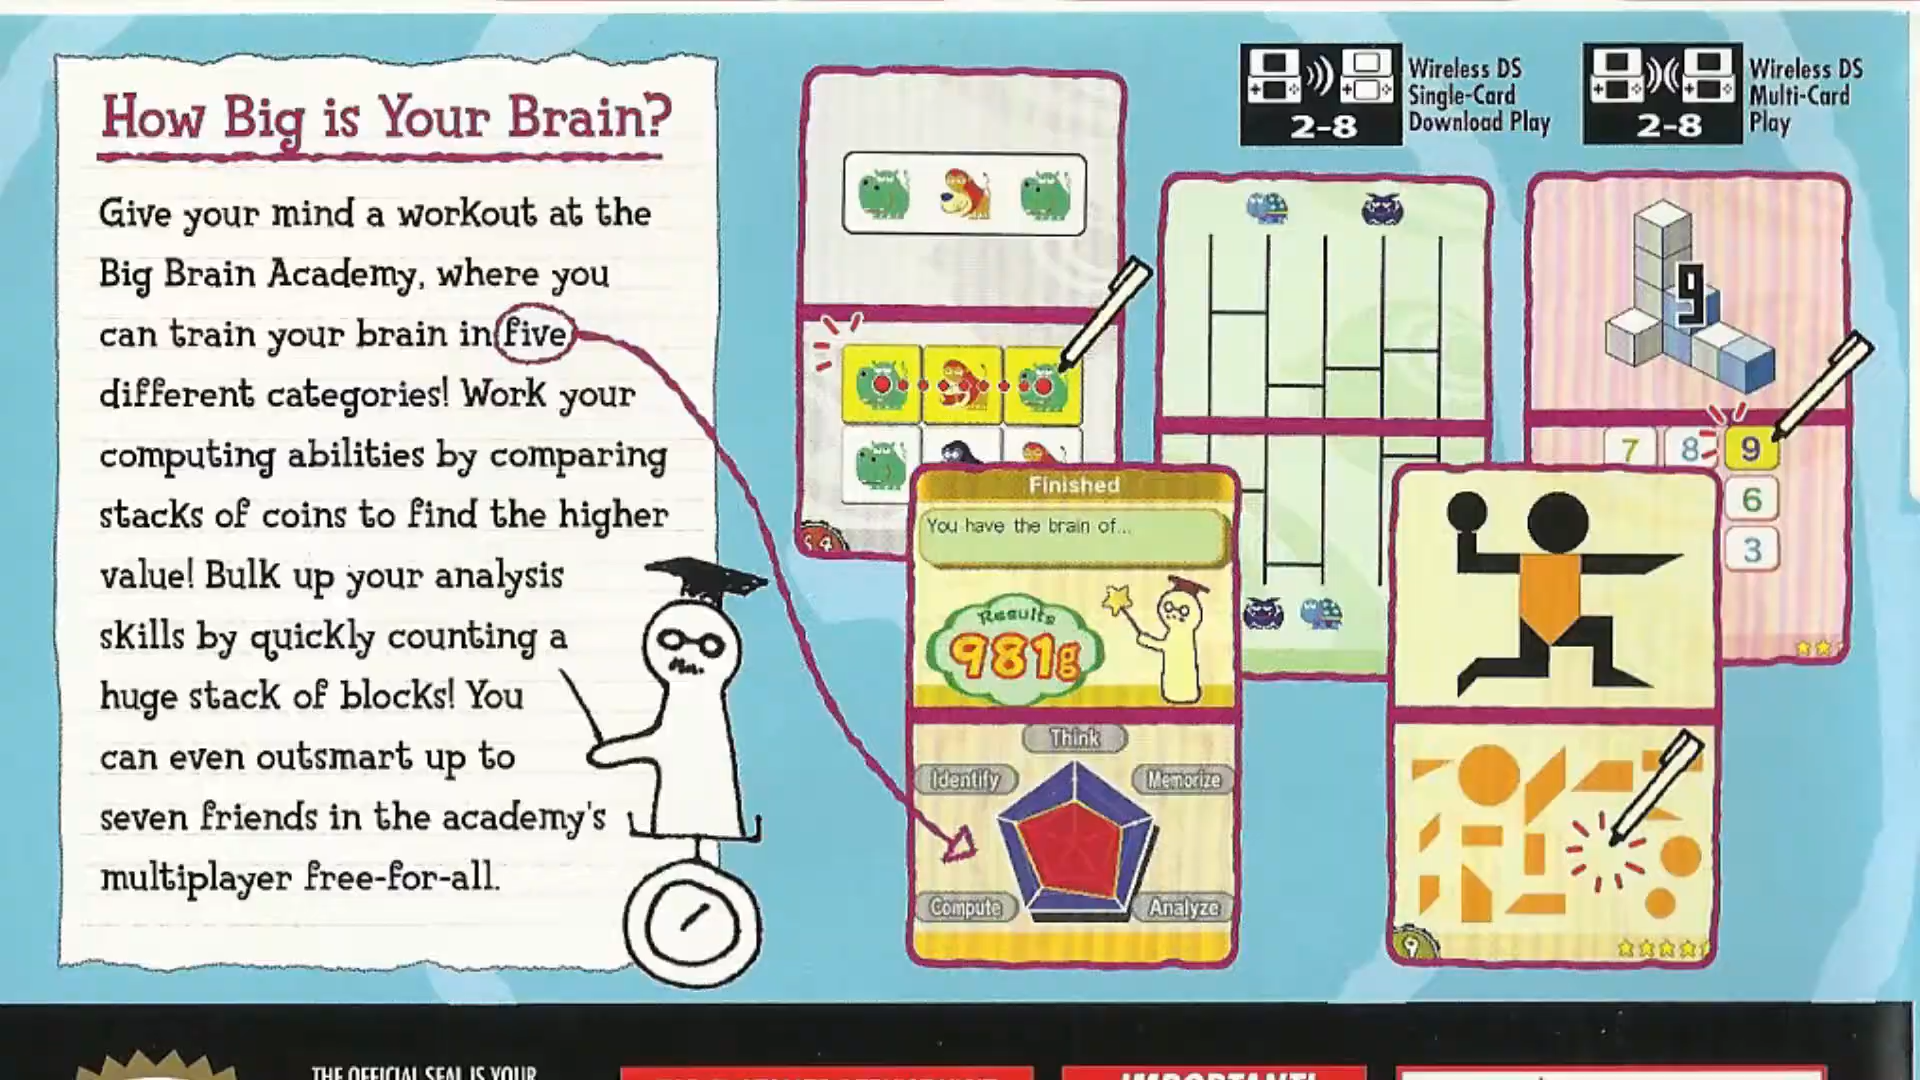 How Big is Your Brain?
Give your mind a workout at the
Big Brain Academy, where you
can train your brain in five
different categories! Work your
computing abilities by comparing
stacks of coins to find the higher
value! Bulk up your analysis
skills by quickly counting a
huge stack of blocks! You
can even outsmart up to
seven friends in the academy's
multiplayer free-for-all.
2-8
Wireless DS
Single-Card
Download Play
2-8
Wireless DS
Multi-Card
Play
9
7 8 9
6
3
Finished
You have the brain of...
Results
981g
Think
Identify
Memorize
Compute
Analyze
9
THE OFFICIAL SEAL IS YOUR
IMPORTANT!